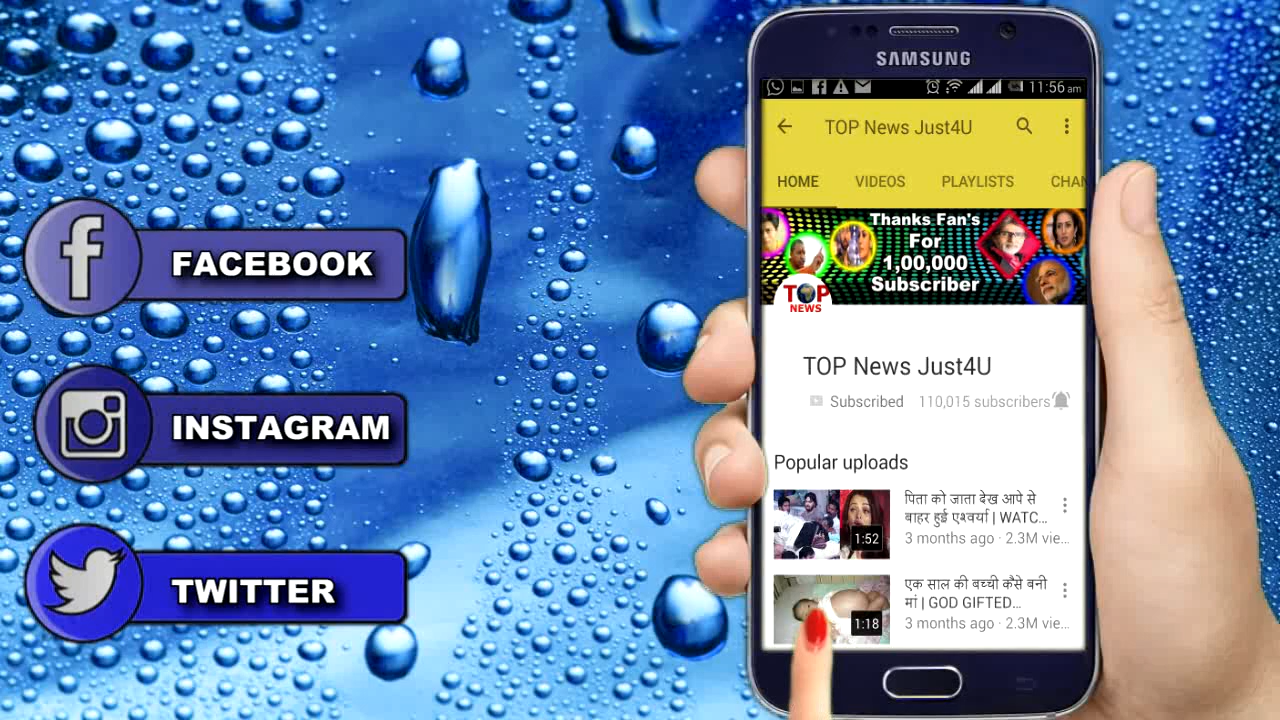 FACEBOOK
INSTAGRAM
TWITTER
SAMSUNG
11:56 am
TOP News Just4U
HOME VIDEOS PLAYLISTS CHAN
Thanks Fan's
For
1,00,000
Subscriber
TOP
NEWS
TOP News Just4U
Subscribed 110,015 subscribers
Popular uploads
पिता को जाता देख आपे से
बाहर हुई एश्वर्या | WATC...
3 months ago · 2.3M vie...
1:52
एक साल की बच्ची कैसे बनी
मां | GOD GIFTED...
3 months ago · 2.3M vie...
1:18